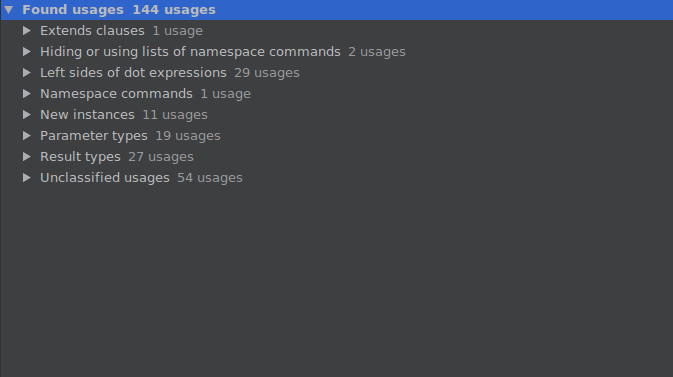 Found usages 144 usages
Extends clauses 1 usage
Hiding or using lists of namespace commands 2 usages
Left sides of dot expressions 29 usages
Namespace commands 1 usage
New instances 11 usages
Parameter types 19 usages
Result types 27 usages
Unclassified usages 54 usages